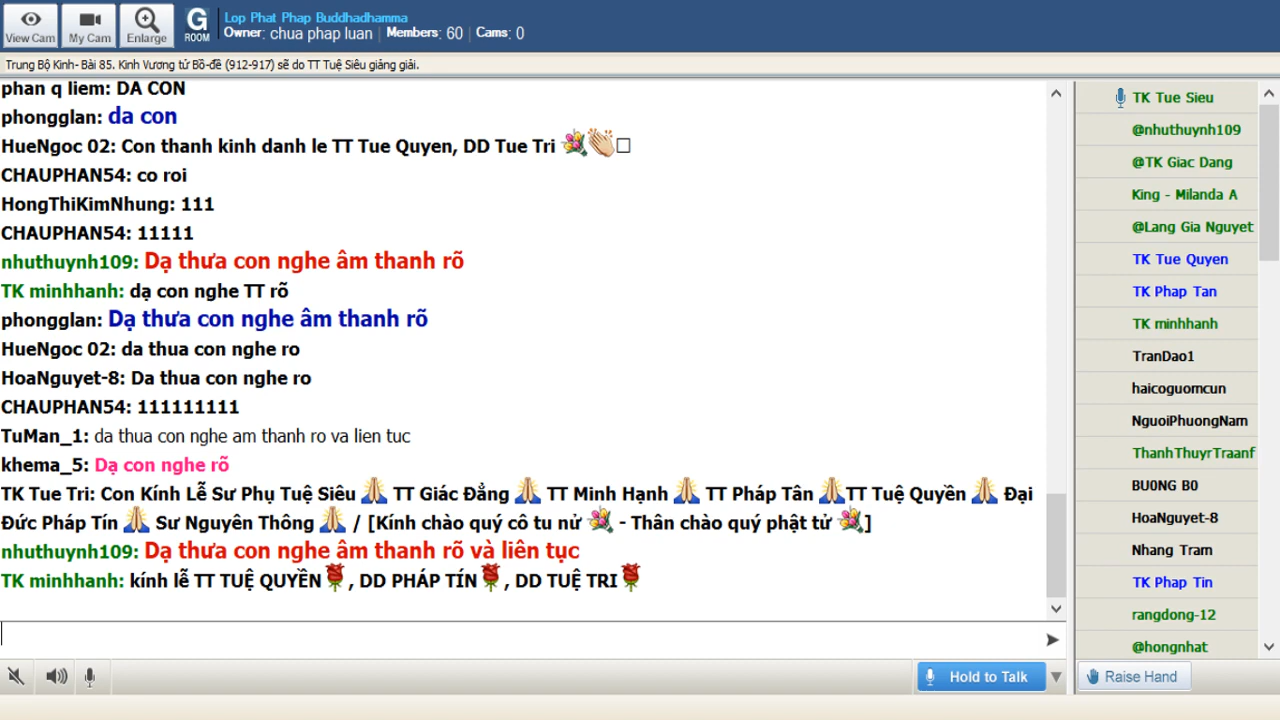 View Cam
My Cam
Enlarge
G
ROOM
Lop Phat Phap Buddhadhamma
Owner: chua phap luan | Members: 60 | Cams: 0
Trung Bộ Kinh- Bài 85. Kinh Vương tử Bồ-đề (912-917) sẽ do TT Tuệ Siêu giảng giải.
phan q liem: DA CON
phongglan: da con
HueNgoc 02: Con thanh kinh danh le TT Tue Quyen, DD Tue Tri 💐👏□
CHAUPHAN54: co roi
HongThiKimNhung: 111
CHAUPHAN54: 11111
nhuthuynh109: Dạ thưa con nghe âm thanh rõ
TK minhhanh: dạ con nghe TT rõ
phongglan: Dạ thưa con nghe âm thanh rõ
HueNgoc 02: da thua con nghe ro
HoaNguyet-8: Da thua con nghe ro
CHAUPHAN54: 111111111
TuMan_1: da thua con nghe am thanh ro va lien tuc
khema_5: Dạ con nghe rõ
TK Tue Tri: Con Kính Lễ Sư Phụ Tuệ Siêu 🙏 TT Giác Đẳng 🙏 TT Minh Hạnh 🙏 TT Pháp Tân 🙏TT Tuệ Quyền 🙏 Đại
Đức Pháp Tín 🙏 Sư Nguyên Thông 🙏 / [Kính chào quý cô tu nử 💐 - Thân chào quý phật tử 💐]
nhuthuynh109: Dạ thưa con nghe âm thanh rõ và liên tục
TK minhhanh: kính lễ TT TUỆ QUYỀN🌹, DD PHÁP TÍN🌹, DD TUỆ TRI🌹
Hold to Talk
TK Tue Sieu
@nhuthuynh109
@TK Giac Dang
King - Milanda A
@Lang Gia Nguyet
TK Tue Quyen
TK Phap Tan
TK minhhanh
TranDao1
haicoguomcun
NguoiPhuongNam
ThanhThuyrTraanf
BU0NG B0
HoaNguyet-8
Nhang Tram
TK Phap Tin
rangdong-12
@hongnhat
Raise Hand